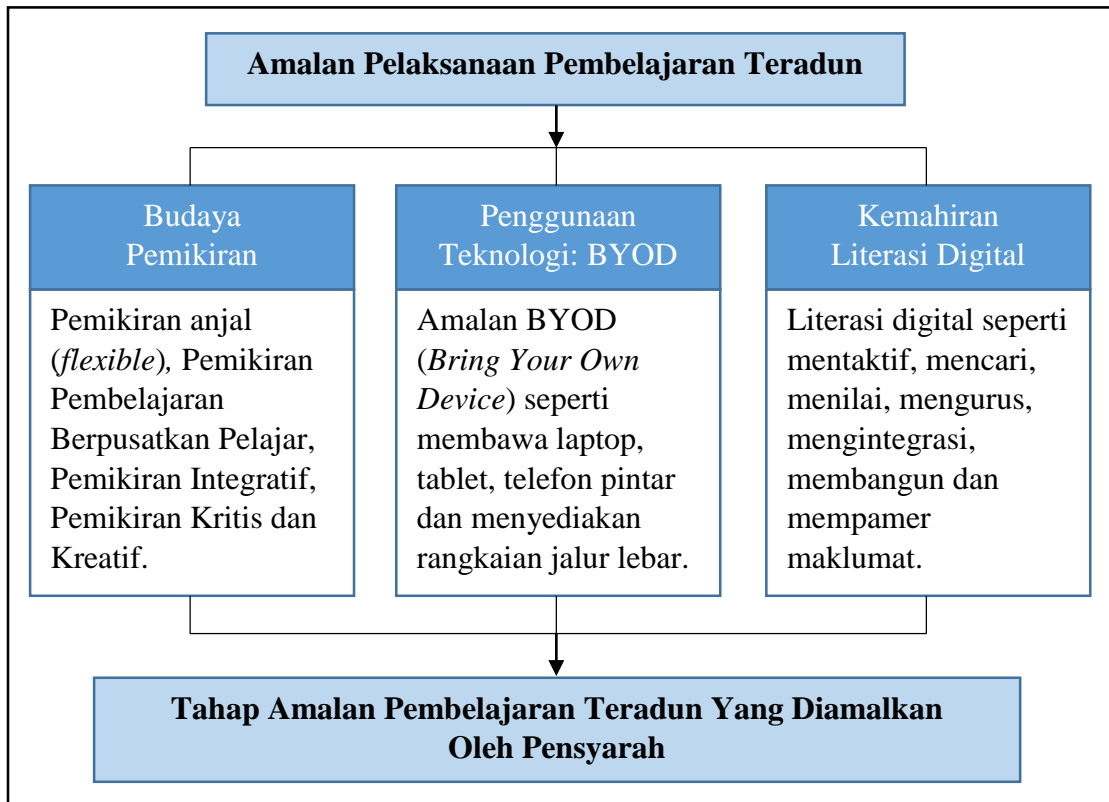 Amalan Pelaksanaan Pembelajaran Teradun
Budaya
Pemikiran
Pemikiran anjal
(flexible), Pemikiran
Pembelajaran
Berpusatkan Pelajar,
Pemikiran Integratif,
Pemikiran Kritis dan
Kreatif.
Penggunaan
Teknologi: BYOD
Amalan BYOD
(Bring Your Own
Device) seperti
membawa laptop,
tablet, telefon pintar
dan menyediakan
rangkaian jalur lebar.
Kemahiran
Literasi Digital
Literasi digital seperti
mentaktif, mencari,
menilai, mengurus,
mengintegrasi,
membangun dan
mempamer
maklumat.
Tahap Amalan Pembelajaran Teradun Yang Diamalkan
Oleh Pensyarah